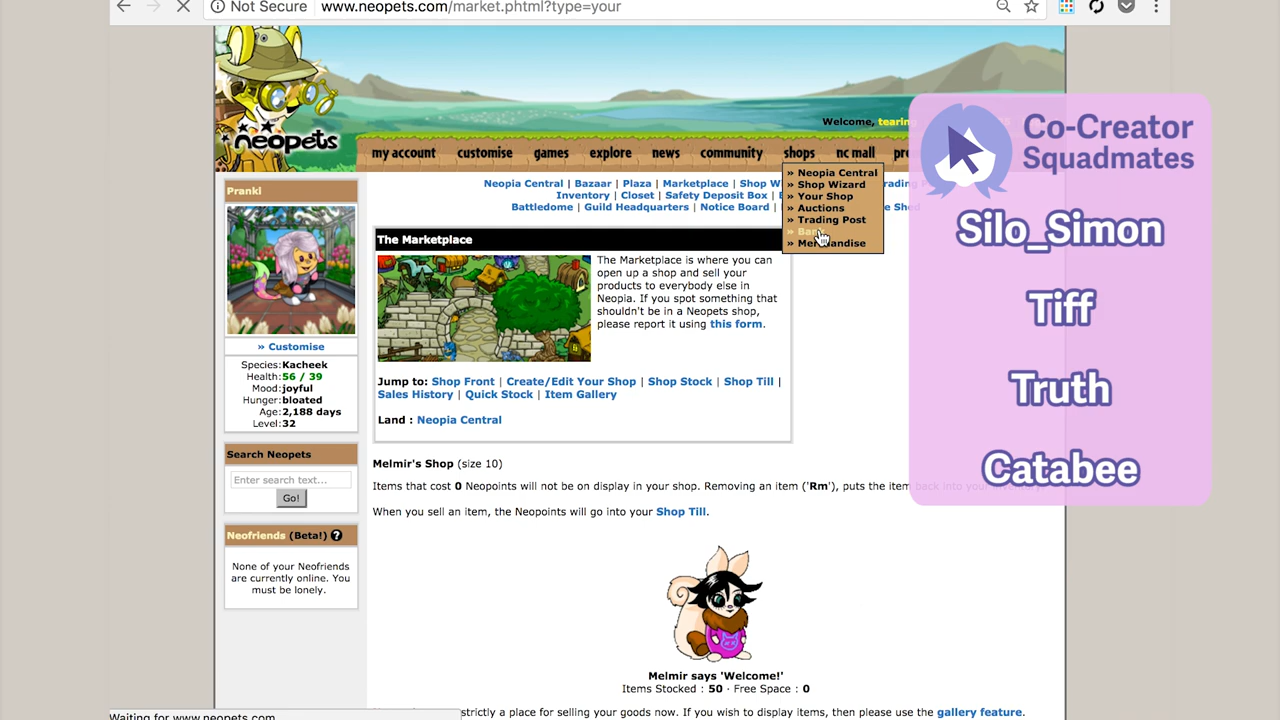 Not Secure
www.neopets.com/market.phtml?type=your
Welcome, tearing
neopets
my account customise games explore news community shops nc mall
Neopia Central | Bazaar | Plaza | Marketplace | Shop
Inventory | Closet | Safety Deposit Box |
Battledome | Guild Headquarters | Notice Board |
» Neopia Central
» Shop Wizard
» Your Shop
» Auctions
» Trading Post
» Bank
» Merchandise
Co-Creator
Squadmates
Silo_Simon
Tiff
Truth
Catabee
Pranki
» Customise
Species: Kacheek
Health: 56 / 39
Mood: joyful
Hunger: bloated
Age: 2,188 days
Level: 32
Search Neopets
Enter search text...
Go!
Neofriends (Beta!) ?
None of your Neofriends
are currently online. You
must be lonely.
The Marketplace
The Marketplace is where you can
open up a shop and sell your
products to everybody else in
Neopia. If you spot something that
shouldn't be in a Neopets shop,
please report it using this form.
Jump to: Shop Front | Create/Edit Your Shop | Shop Stock | Shop Till |
Sales History | Quick Stock | Item Gallery
Land : Neopia Central
Melmir's Shop (size 10)
Items that cost 0 Neopoints will not be on display in your shop. Removing an item ('Rm'), puts the item back into your
When you sell an item, the Neopoints will go into your Shop Till.
Melmir says 'Welcome!'
Items Stocked : 50 · Free Space : 0
strictly a place for selling your goods now. If you wish to display items, then please use the gallery feature.
Waiting for www.neopets.com